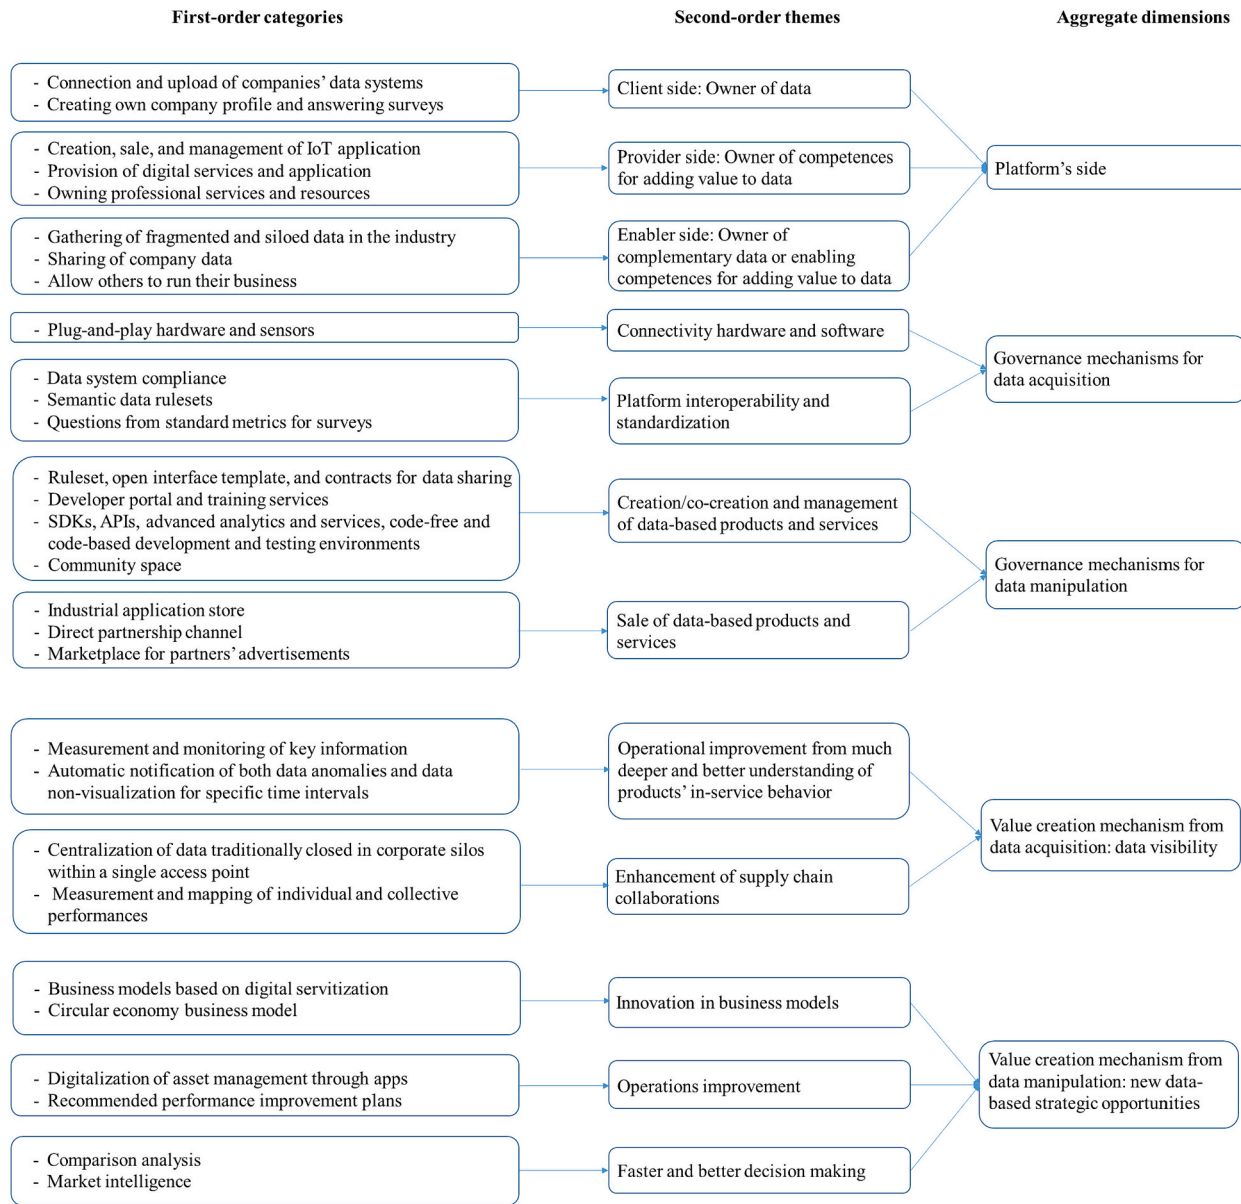 First-order categories
Second-order themes
Aggregate dimensions
- Connection and upload of companies’ data systems
- Creating own company profile and answering surveys
Client side: Owner of data
- Creation, sale, and management of IoT application
- Provision of digital services and application
- Owning professional services and resources
Provider side: Owner of competences
for adding value to data
Platform’s side
- Gathering of fragmented and siloed data in the industry
- Sharing of company data
- Allow others to run their business
Enabler side: Owner of
complementary data or enabling
competences for adding value to data
- Plug-and-play hardware and sensors
Connectivity hardware and software
Governance mechanisms for
data acquisition
- Data system compliance
- Semantic data rulesets
- Questions from standard metrics for surveys
Platform interoperability and
standardization
- Ruleset, open interface template, and contracts for data sharing
- Developer portal and training services
- SDKs, APIs, advanced analytics and services, code-free and
code-based development and testing environments
- Community space
Creation/co-creation and management
of data-based products and services
Governance mechanisms for
data manipulation
- Industrial application store
- Direct partnership channel
- Marketplace for partners’ advertisements
Sale of data-based products and
services
- Measurement and monitoring of key information
- Automatic notification of both data anomalies and data
non-visualization for specific time intervals
Operational improvement from much
deeper and better understanding of
products’ in-service behavior
Value creation mechanism from
data acquisition: data visibility
- Centralization of data traditionally closed in corporate silos
within a single access point
- Measurement and mapping of individual and collective
performances
Enhancement of supply chain
collaborations
- Business models based on digital servitization
- Circular economy business model
Innovation in business models
- Digitalization of asset management through apps
- Recommended performance improvement plans
Operations improvement
Value creation mechanism from
data manipulation: new data-
based strategic opportunities
- Comparison analysis
- Market intelligence
Faster and better decision making